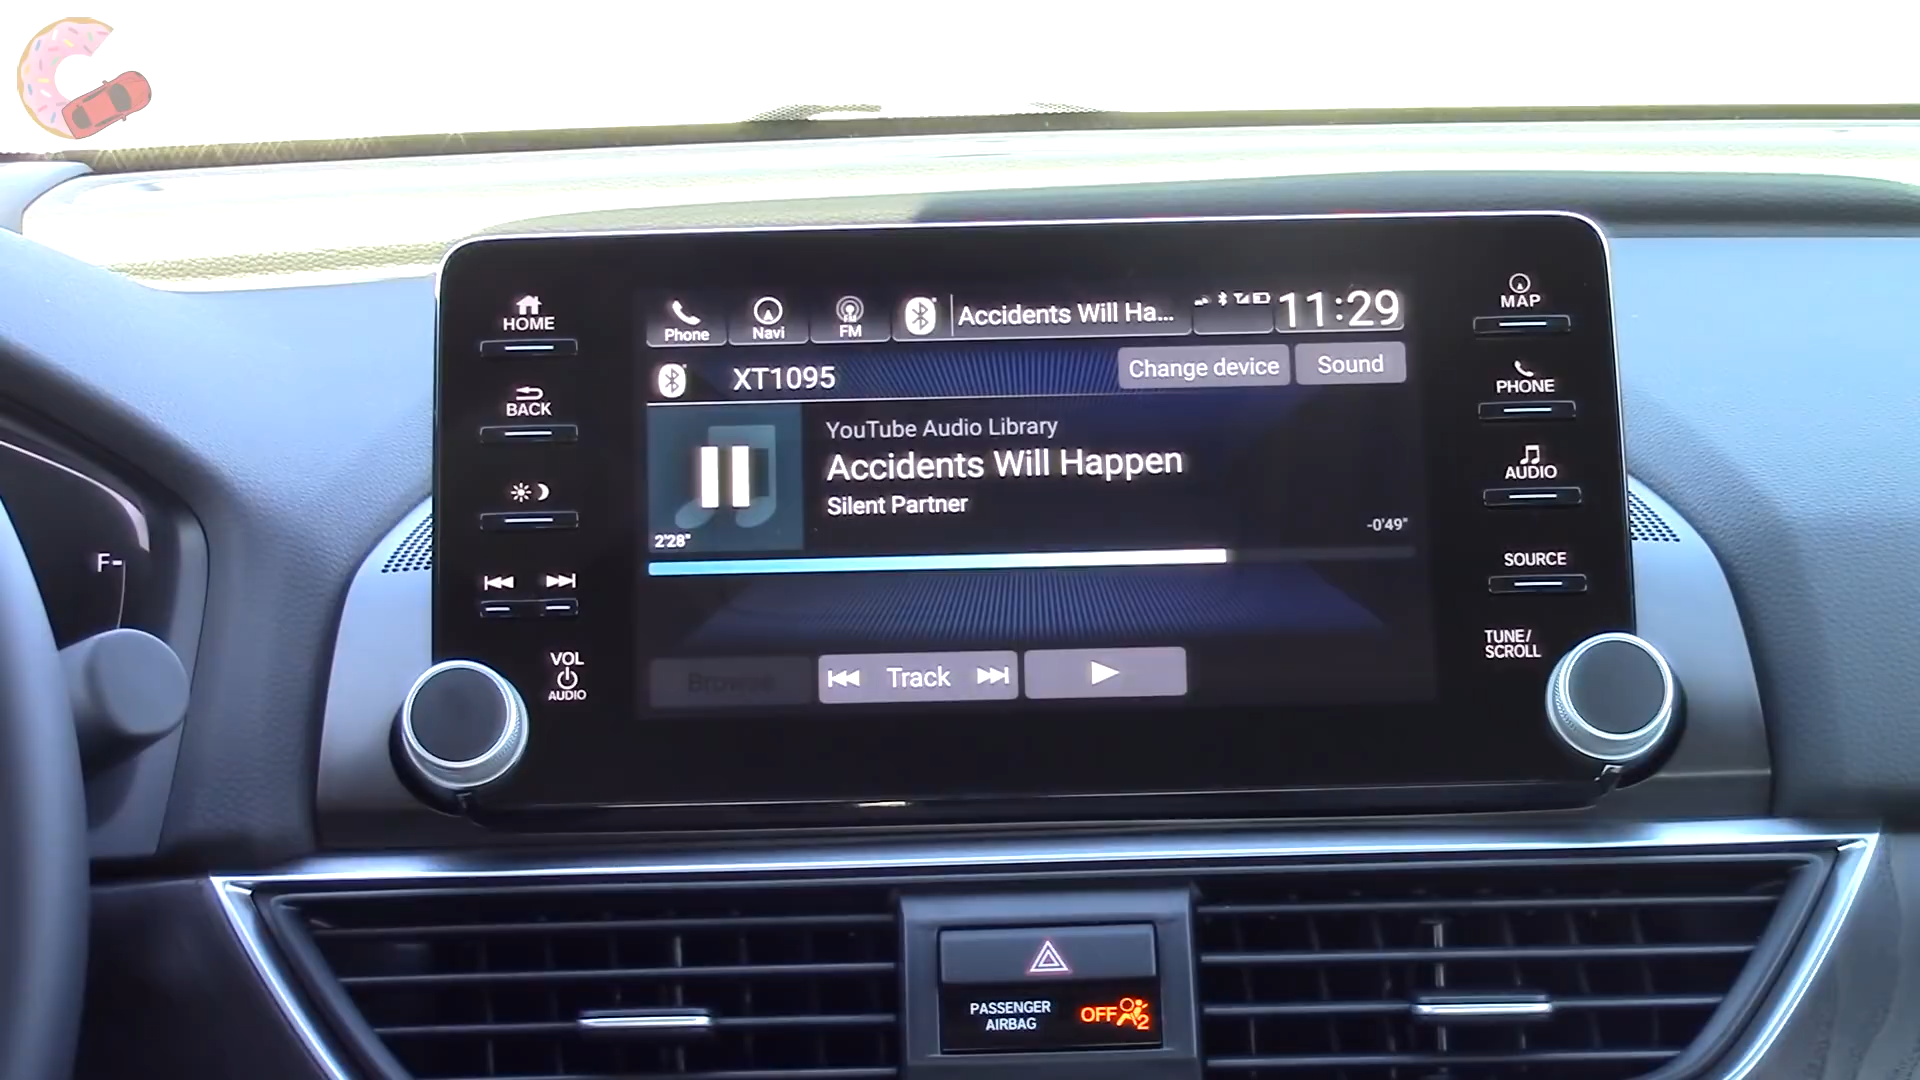 HOME
BACK
VOL
AUDIO
F-
Phone
Navi
FM
Accidents Will Ha...
11:29
XT1095
Change device
Sound
YouTube Audio Library
Accidents Will Happen
Silent Partner
2'28"
-0'49"
Browse
Track
MAP
PHONE
AUDIO
SOURCE
TUNE/
SCROLL
PASSENGER
AIRBAG
OFF
2